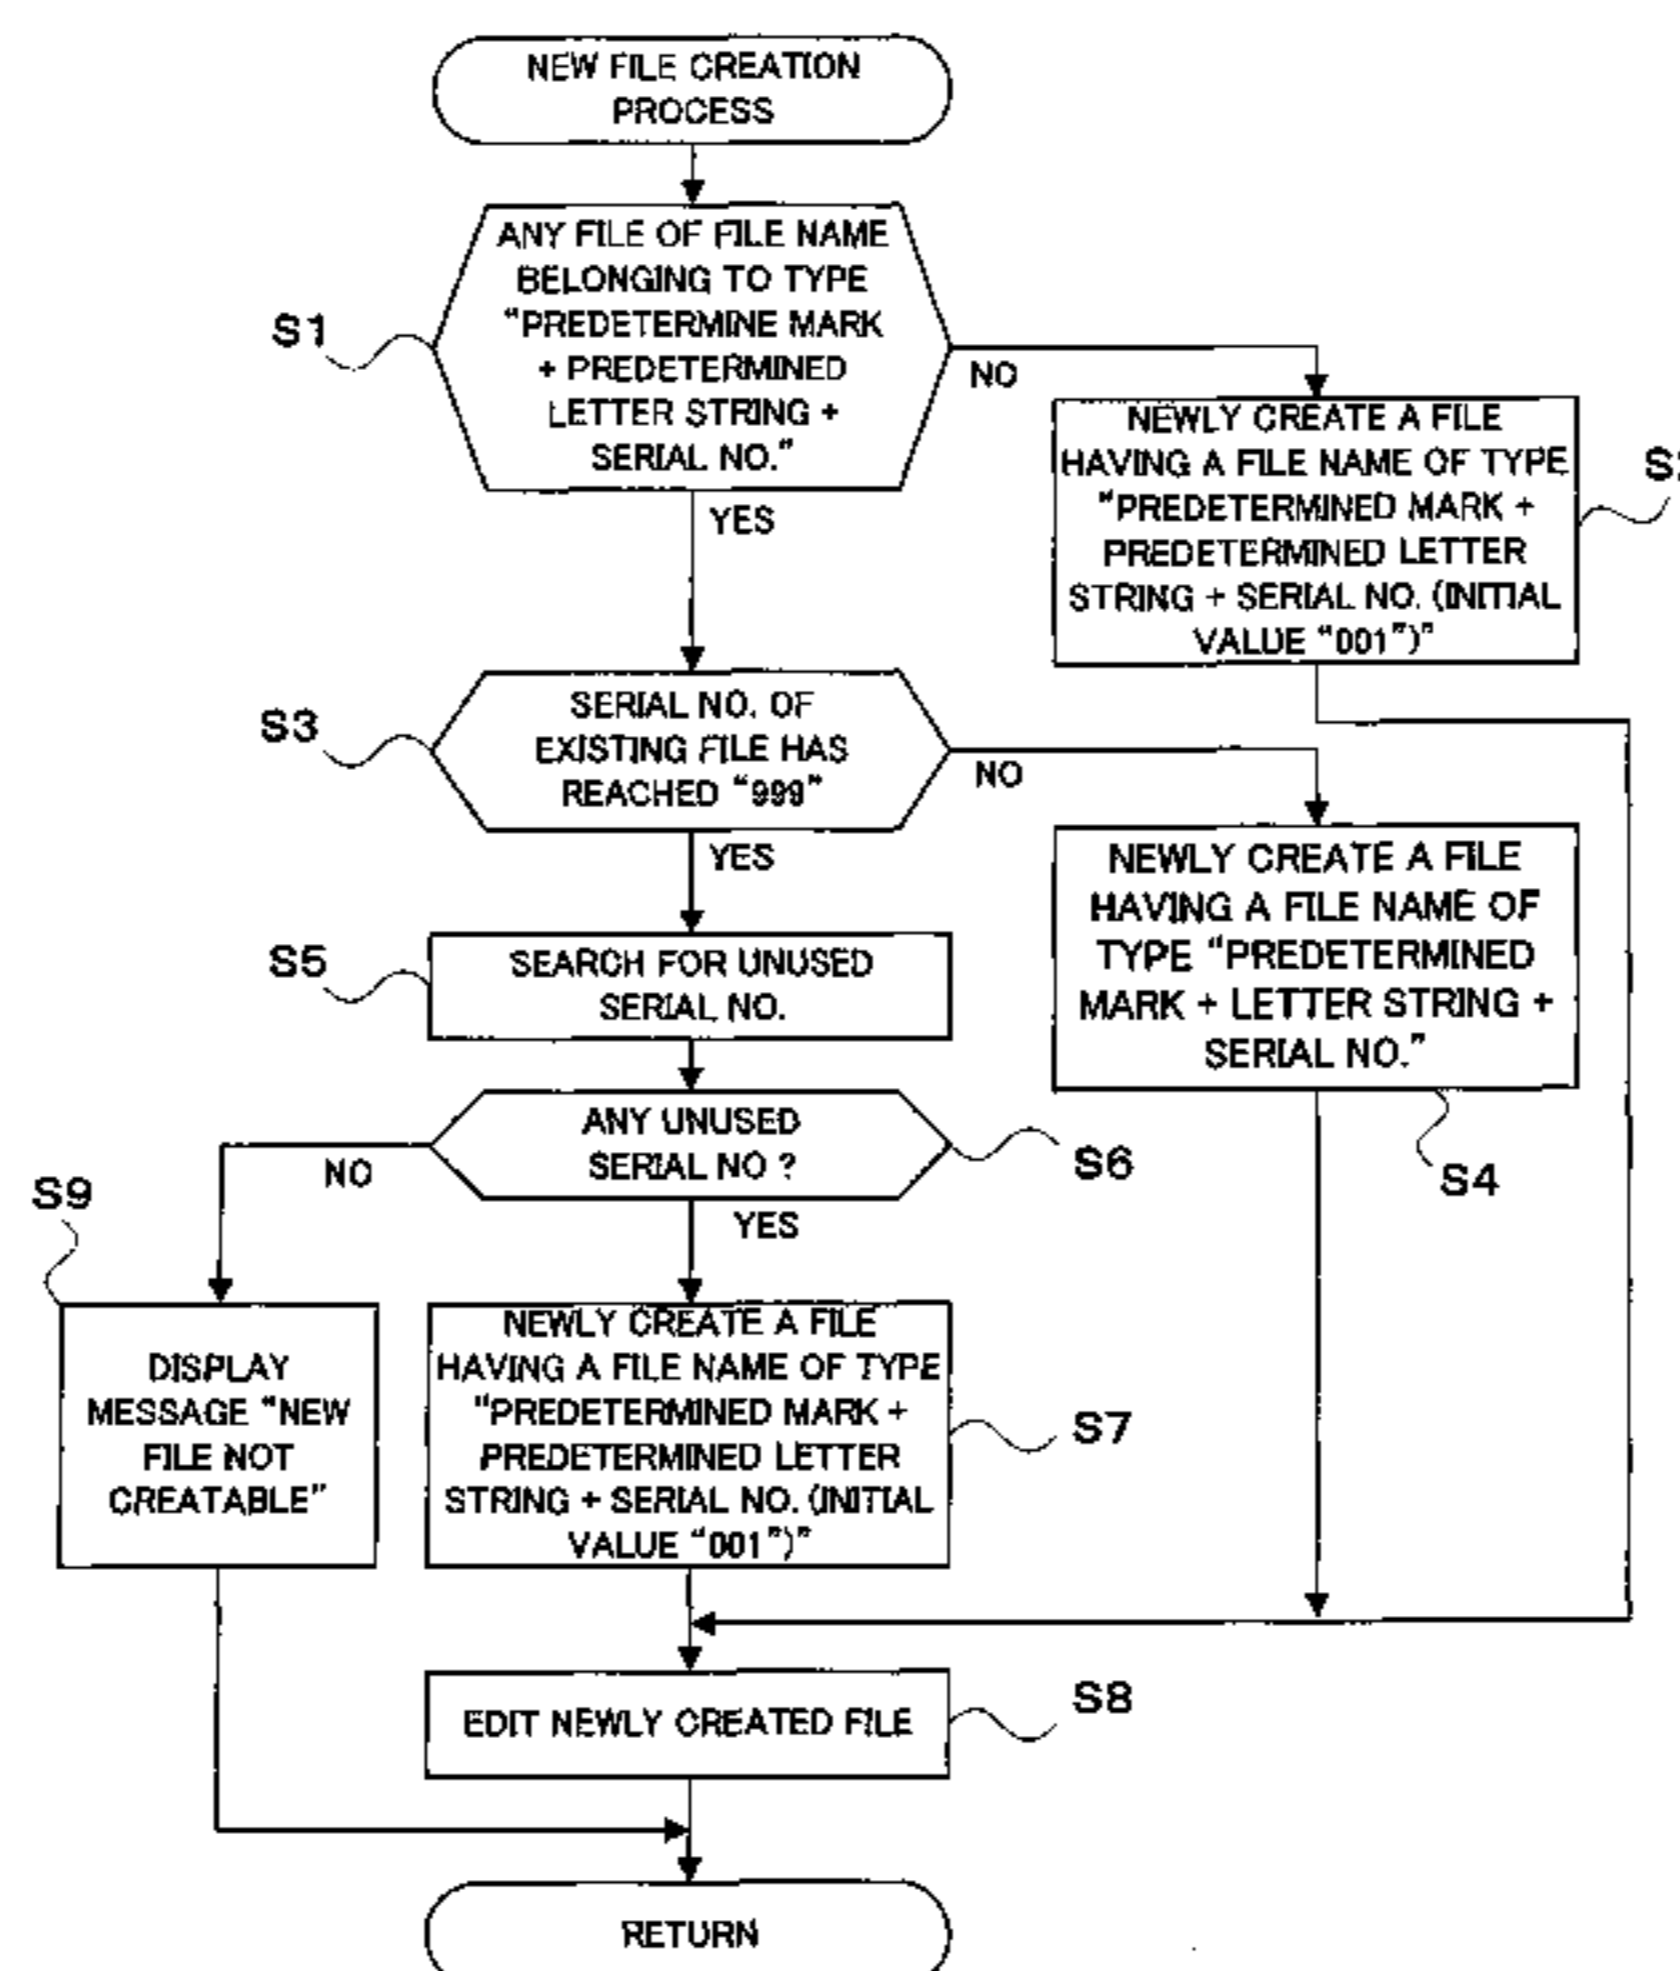 NEW FILE CREATION
PROCESS
ANY FILE OF FILE NAME
BELONGING TO TYPE
"PREDETERMINE MARK
+ PREDETERMINED
LETTER STRING +
SERIAL NO."
S1
NO
YES
NEWLY CREATE A FILE
HAVING A FILE NAME OF TYPE
"PREDETERMINED MARK +
PREDETERMINED LETTER
STRING + SERIAL NO. (INITIAL
VALUE "001")"
SERIAL NO. OF
EXISTING FILE HAS
REACHED "999"
S3
NO
YES
NEWLY CREATE A FILE
HAVING A FILE NAME OF
TYPE "PREDETERMINED
MARK + LETTER STRING +
SERIAL NO."
S4
S5
SEARCH FOR UNUSED
SERIAL NO.
ANY UNUSED
SERIAL NO ?
S6
NO
YES
S9
DISPLAY
MESSAGE "NEW
FILE NOT
CREATABLE"
NEWLY CREATE A FILE
HAVING A FILE NAME OF TYPE
"PREDETERMINED MARK +
PREDETERMINED LETTER
STRING + SERIAL NO. (INITIAL
VALUE "001")"
S7
EDIT NEWLY CREATED FILE
S8
RETURN